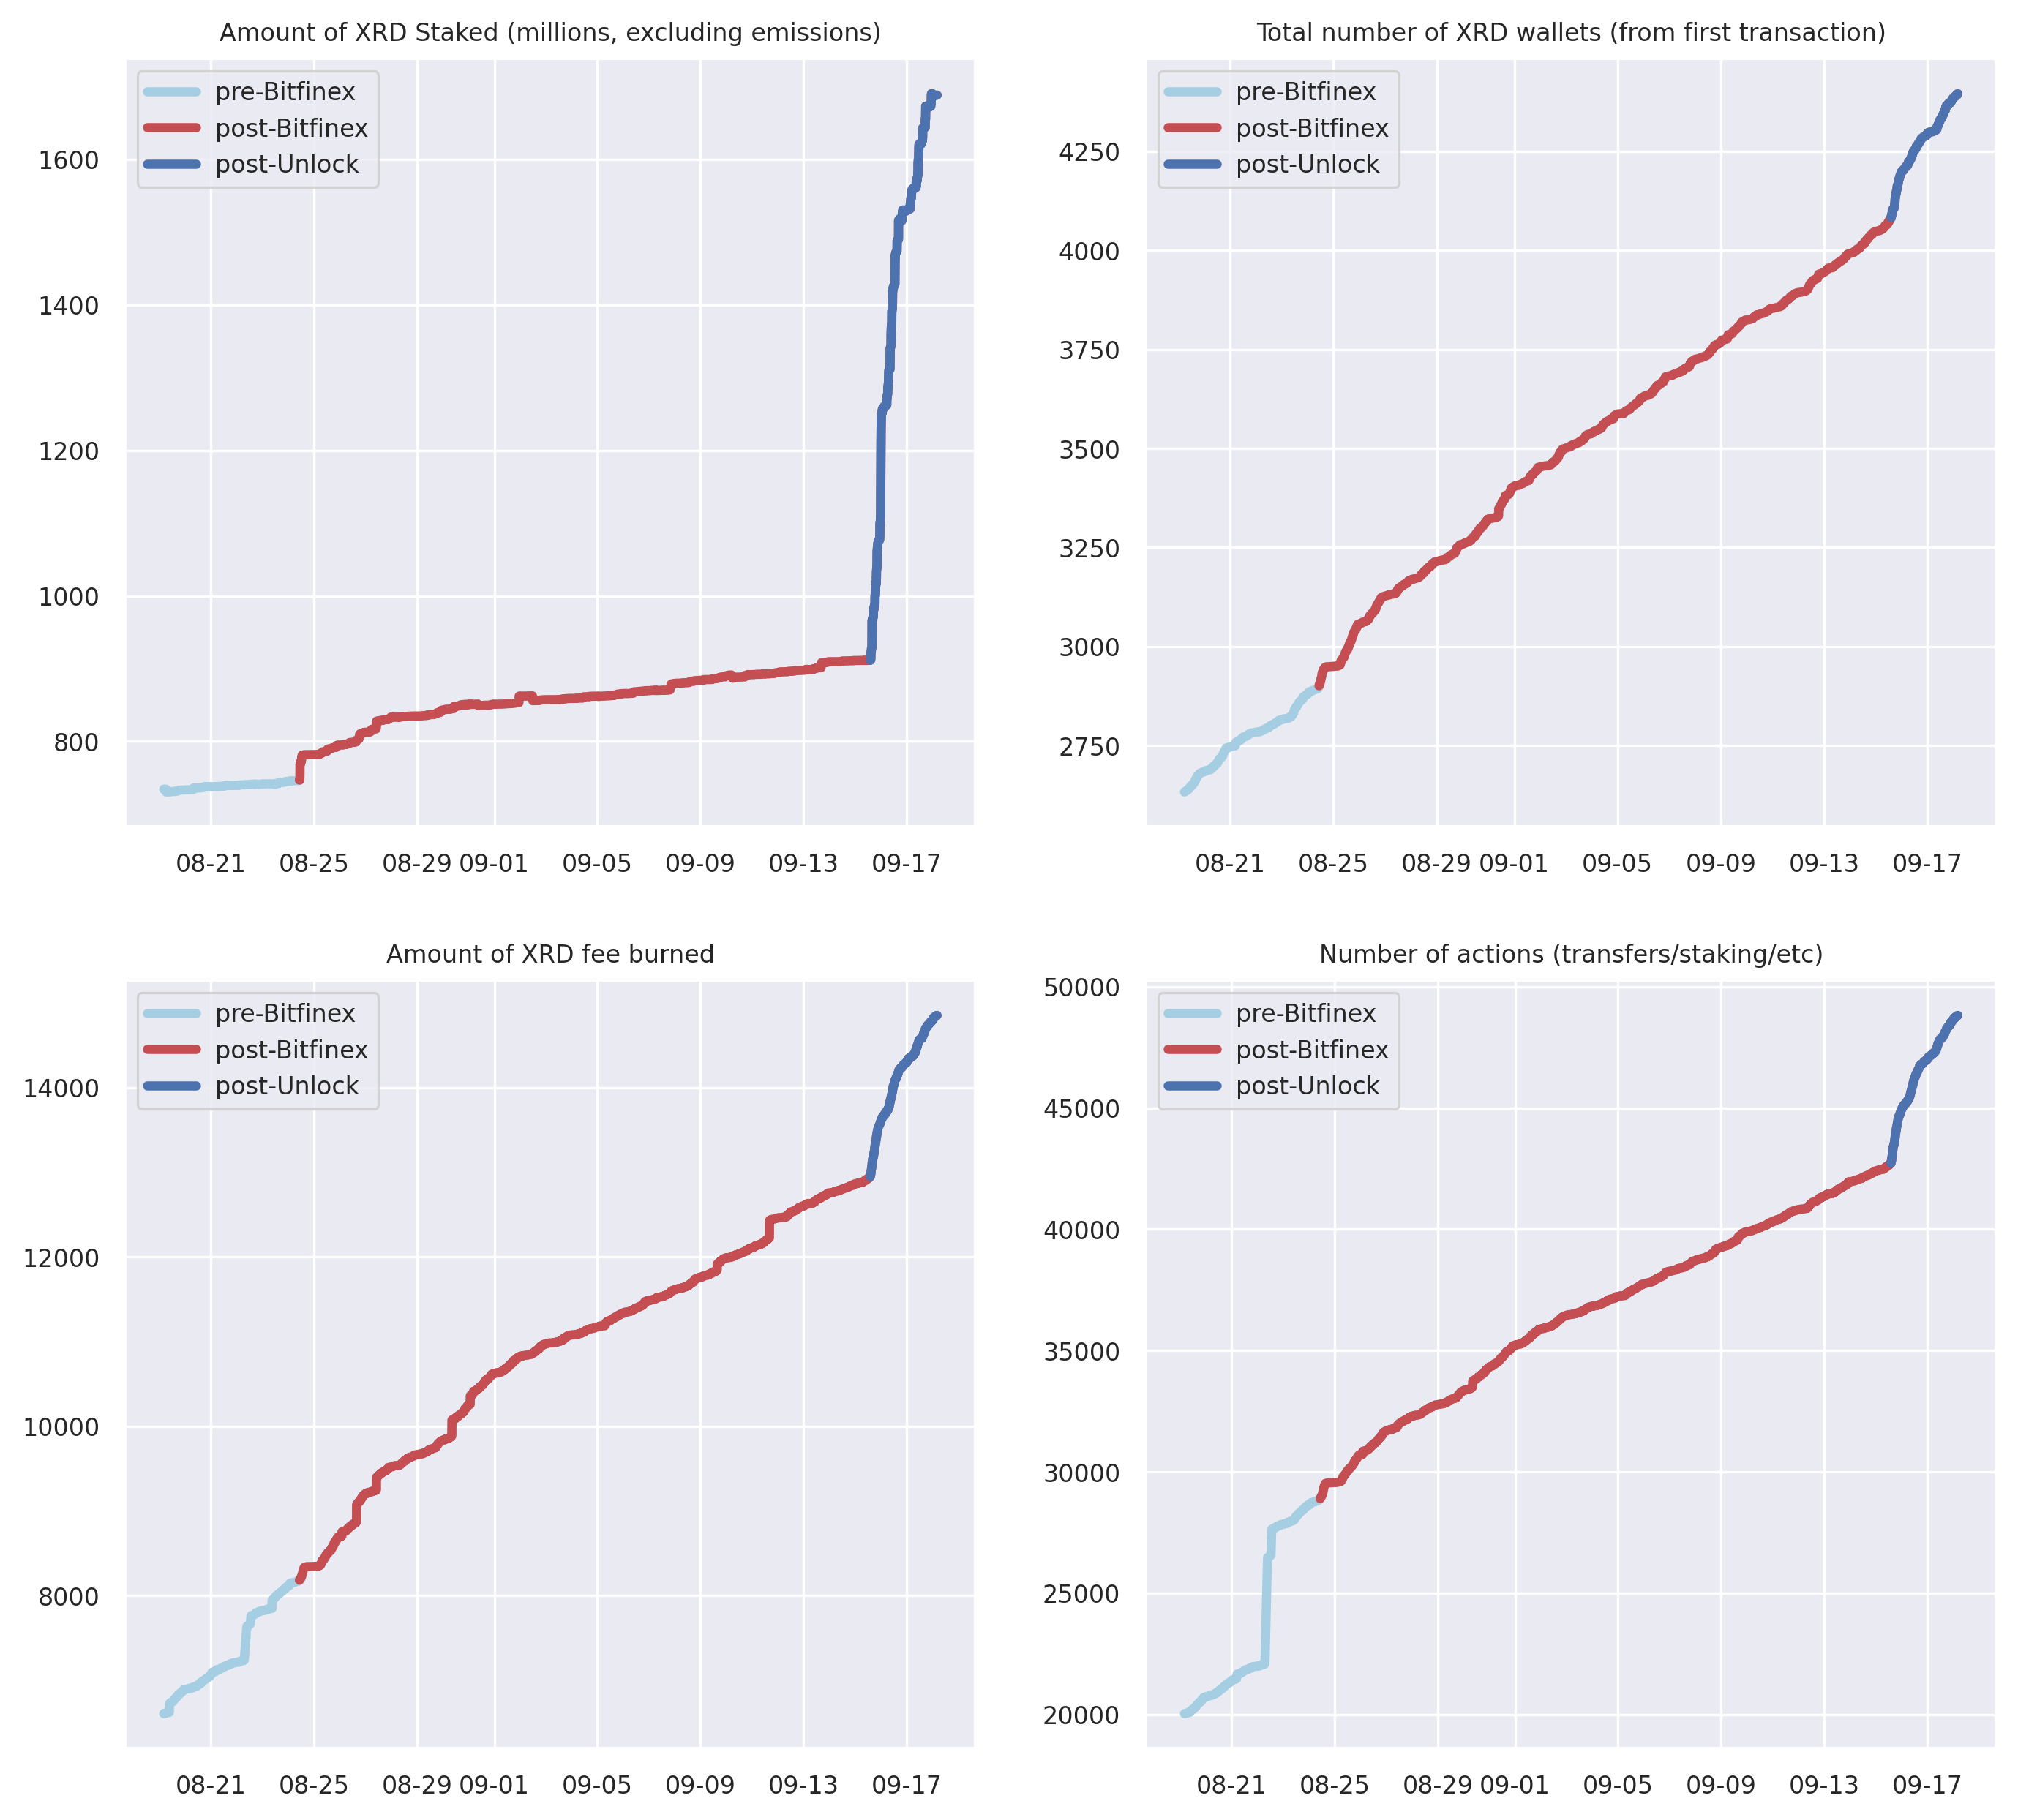 Amount of XRD Staked (millions, excluding emissions)
pre-Bitfinex
post-Bitfinex
post-Unlock
1600
1400
1200
1000
800
08-21 08-25 08-29 09-01 09-05 09-09 09-13 09-17
Total number of XRD wallets (from first transaction)
pre-Bitfinex
post-Bitfinex
post-Unlock
4250
4000
3750
3500
3250
3000
2750
08-21 08-25 08-29 09-01 09-05 09-09 09-13 09-17
Amount of XRD fee burned
pre-Bitfinex
post-Bitfinex
post-Unlock
14000
12000
10000
8000
08-21 08-25 08-29 09-01 09-05 09-09 09-13 09-17
Number of actions (transfers/staking/etc)
pre-Bitfinex
post-Bitfinex
post-Unlock
50000
45000
40000
35000
30000
25000
20000
08-21 08-25 08-29 09-01 09-05 09-09 09-13 09-17